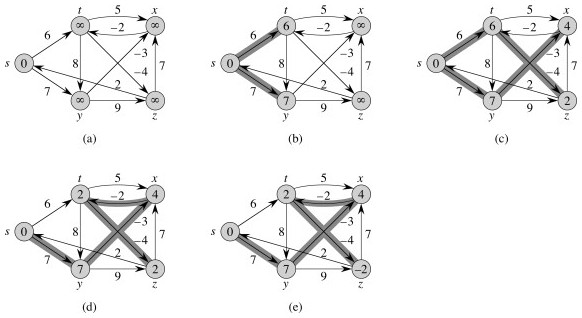 t 5 x
∞ –2 ∞
6 –3
s 0 8 –4 7
7 2
∞ 9 ∞
y z
(a)
t 5 x
6 –2 ∞
6 –3
s 0 8 –4 7
7 2
7 9 ∞
y z
(b)
t 5 x
6 –2 4
6 –3
s 0 8 –4 7
7 2
7 9 2
y z
(c)
t 5 x
2 –2 4
6 –3
s 0 8 –4 7
7 2
7 9 2
y z
(d)
t 5 x
2 –2 4
6 –3
s 0 8 –4 7
7 2
7 9 –2
y z
(e)